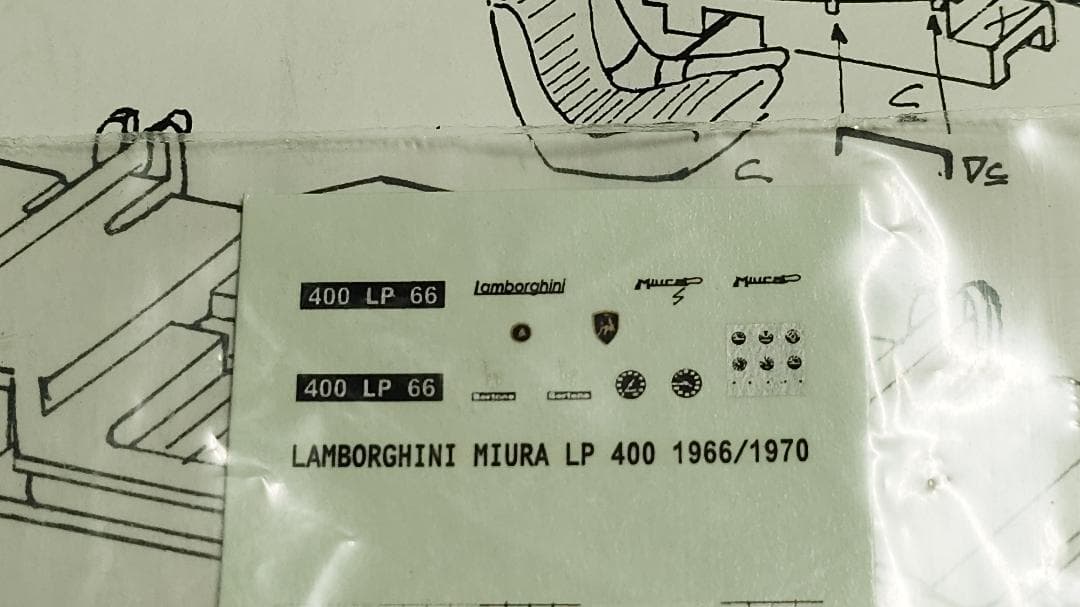 C
C
DS
400 LP 66
Lamborghini
Miura S
Miura
400 LP 66
Bertone
Bertone
LAMBORGHINI MIURA LP 400 1966/1970